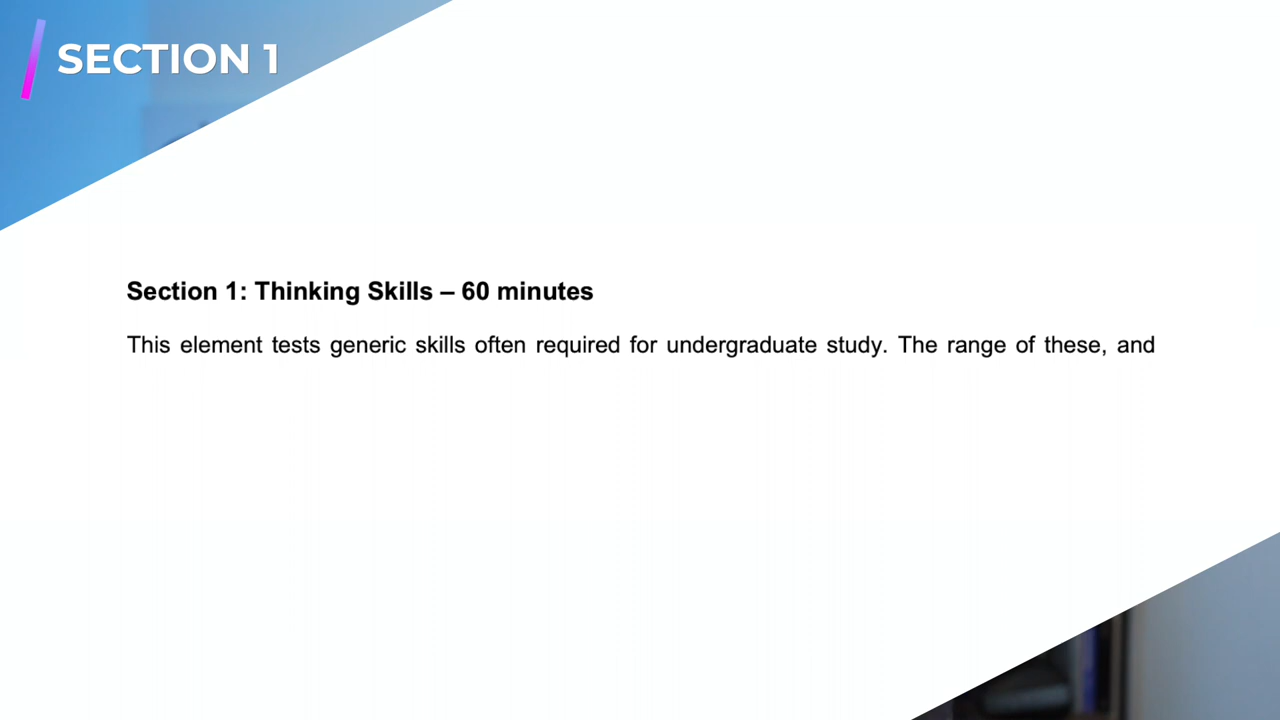 SECTION 1
Section 1: Thinking Skills – 60 minutes
This element tests generic skills often required for undergraduate study. The range of these, and